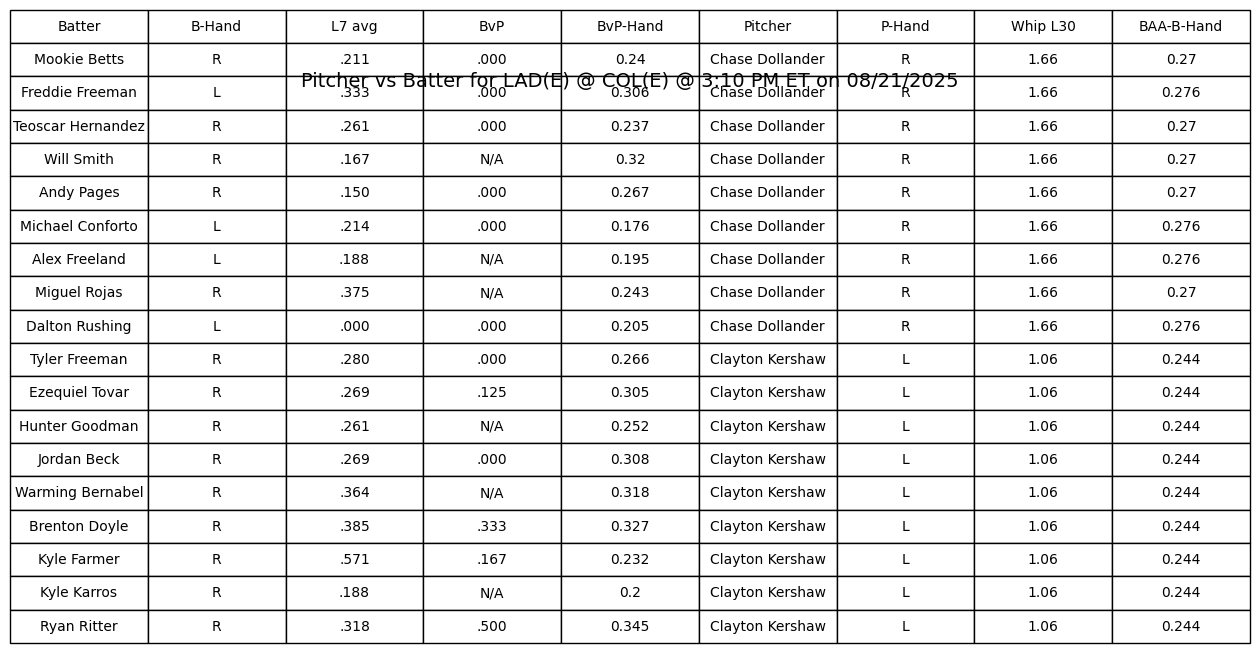 Batter B-Hand L7 avg BvP BvP-Hand Pitcher P-Hand Whip L30 BAA-B-Hand
Mookie Betts R .211 .000 0.24 Chase Dollander R 1.66 0.27
Pitcher vs Batter for LAD(E) @ COL(E) @ 3:10 PM ET on 08/21/2025
Freddie Freeman L .333 .000 0.306 Chase Dollander R 1.66 0.276
Teoscar Hernandez R .261 .000 0.237 Chase Dollander R 1.66 0.27
Will Smith R .167 N/A 0.32 Chase Dollander R 1.66 0.27
Andy Pages R .150 .000 0.267 Chase Dollander R 1.66 0.27
Michael Conforto L .214 .000 0.176 Chase Dollander R 1.66 0.276
Alex Freeland L .188 N/A 0.195 Chase Dollander R 1.66 0.276
Miguel Rojas R .375 N/A 0.243 Chase Dollander R 1.66 0.27
Dalton Rushing L .000 .000 0.205 Chase Dollander R 1.66 0.276
Tyler Freeman R .280 .000 0.266 Clayton Kershaw L 1.06 0.244
Ezequiel Tovar R .269 .125 0.305 Clayton Kershaw L 1.06 0.244
Hunter Goodman R .261 N/A 0.252 Clayton Kershaw L 1.06 0.244
Jordan Beck R .269 .000 0.308 Clayton Kershaw L 1.06 0.244
Warming Bernabel R .364 N/A 0.318 Clayton Kershaw L 1.06 0.244
Brenton Doyle R .385 .333 0.327 Clayton Kershaw L 1.06 0.244
Kyle Farmer R .571 .167 0.232 Clayton Kershaw L 1.06 0.244
Kyle Karros R .188 N/A 0.2 Clayton Kershaw L 1.06 0.244
Ryan Ritter R .318 .500 0.345 Clayton Kershaw L 1.06 0.244